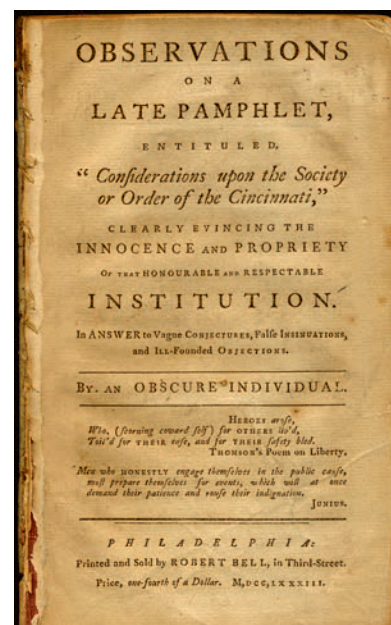 OBSERVATIONS
ON A
LATE PAMPHLET,
ENTITULED,
“ Conſiderations upon the Society
or Order of the Cincinnati,”
CLEARLY EVINCING THE
INNOCENCE AND PROPRIETY
OF THAT HONOURABLE AND RESPECTABLE
INSTITUTION.
In ANSWER to Vague CONJECTURES, Falſe INSINUATIONS,
and ILL-FOUNDED OBJECTIONS.
BY AN OBSCURE INDIVIDUAL.
HEROES aroſe,
Who, (ſcorning coward ſelf) for OTHERS liv'd,
Toil'd for THEIR eaſe, and for THEIR ſafety bled.
THOMSON's Poem on Liberty.
Men who HONESTLY engage themſelves in the public cauſe,
muſt prepare themſelves for events, which will at once
demand their patience and rouſe their indignation.
JUNIUS.
PHILADELPHIA:
Printed and Sold by ROBERT BELL, in Third-Street.
Price, one-fourth of a Dollar. M,DCC,LXXXIII.